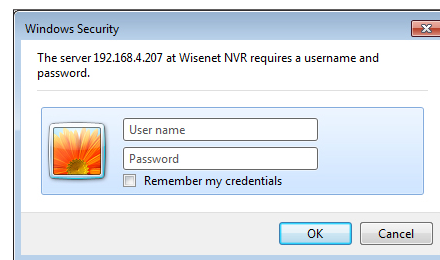 Windows Security
The server 192.168.4.207 at Wisenet NVR requires a username and
password.
User name
Password
Remember my credentials
OK
Cancel